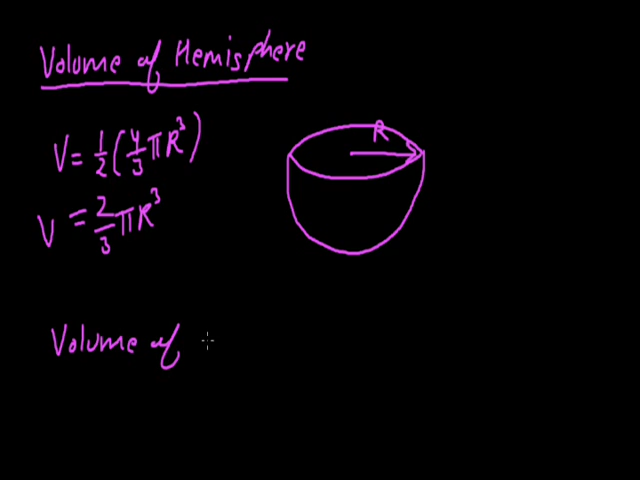 Volume of Hemisphere
V = 1/2 (4/3 πR³)
R
V = 2/3 πR³
Volume of